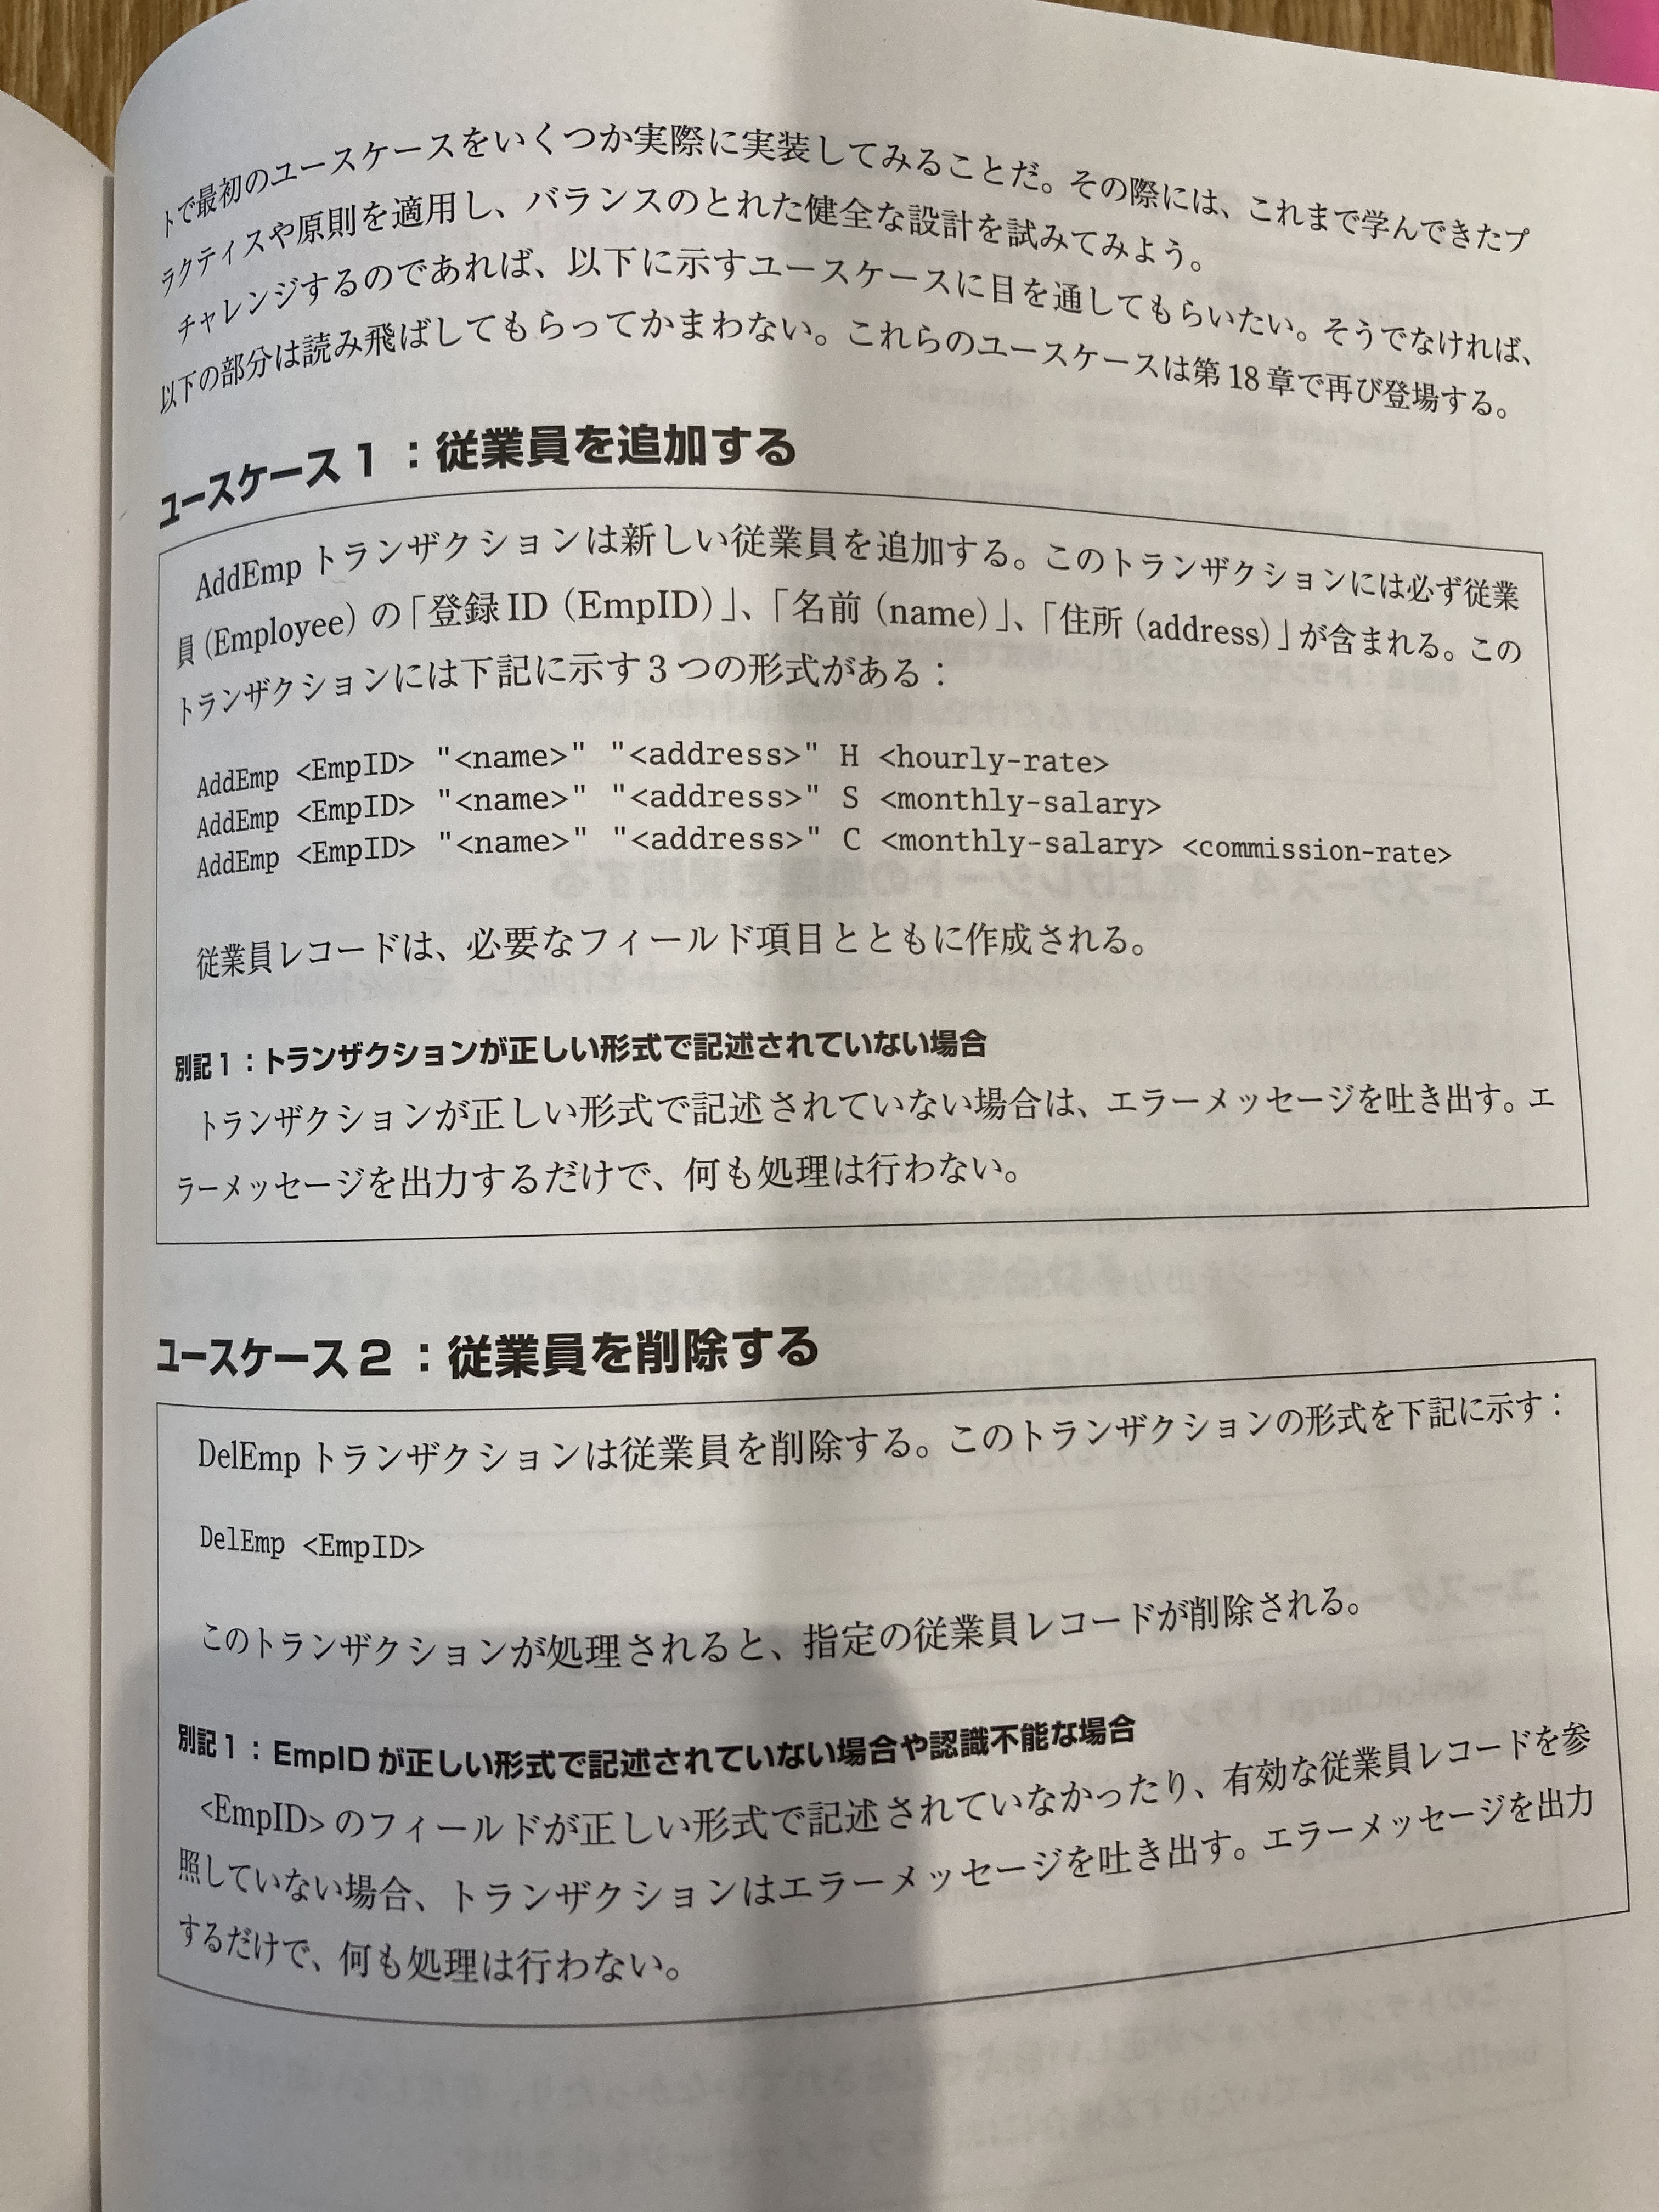 トで最初のユースケースをいくつか実際に実装してみることだ。その際には、これまで学んできたプ
ラクティスや原則を適用し、バランスのとれた健全な設計を試みてみよう。
チャレンジするのであれば、以下に示すユースケースに目を通してもらいたい。そうでなければ、
以下の部分は読み飛ばしてもらってかまわない。これらのユースケースは第18章で再び登場する。
ユースケース1：従業員を追加する
AddEmp トランザクションは新しい従業員を追加する。このトランザクションには必ず従業
員（Employee）の「登録ID（EmpID）」、「名前（name）」、「住所（address）」が含まれる。この
トランザクションには下記に示す3つの形式がある：
AddEmp <EmpID> "<name>" "<address>" H <hourly-rate>
AddEmp <EmpID> "<name>" "<address>" S <monthly-salary>
AddEmp <EmpID> "<name>" "<address>" C <monthly-salary> <commission-rate>
従業員レコードは、必要なフィールド項目とともに作成される。
別記1：トランザクションが正しい形式で記述されていない場合
トランザクションが正しい形式で記述されていない場合は、エラーメッセージを吐き出す。エ
ラーメッセージを出力するだけで、何も処理は行わない。
ユースケース2：従業員を削除する
DelEmp トランザクションは従業員を削除する。このトランザクションの形式を下記に示す：
DelEmp <EmpID>
このトランザクションが処理されると、指定の従業員レコードが削除される。
別記1：EmpIDが正しい形式で記述されていない場合や認識不能な場合
<EmpID>のフィールドが正しい形式で記述されていなかったり、有効な従業員レコードを参
照していない場合、トランザクションはエラーメッセージを吐き出す。エラーメッセージを出力
するだけで、何も処理は行わない。